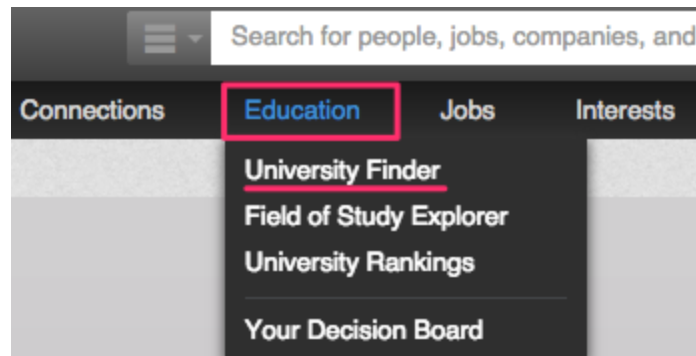 Search for people, jobs, companies, and
Connections Education Jobs Interests
University Finder
Field of Study Explorer
University Rankings
Your Decision Board